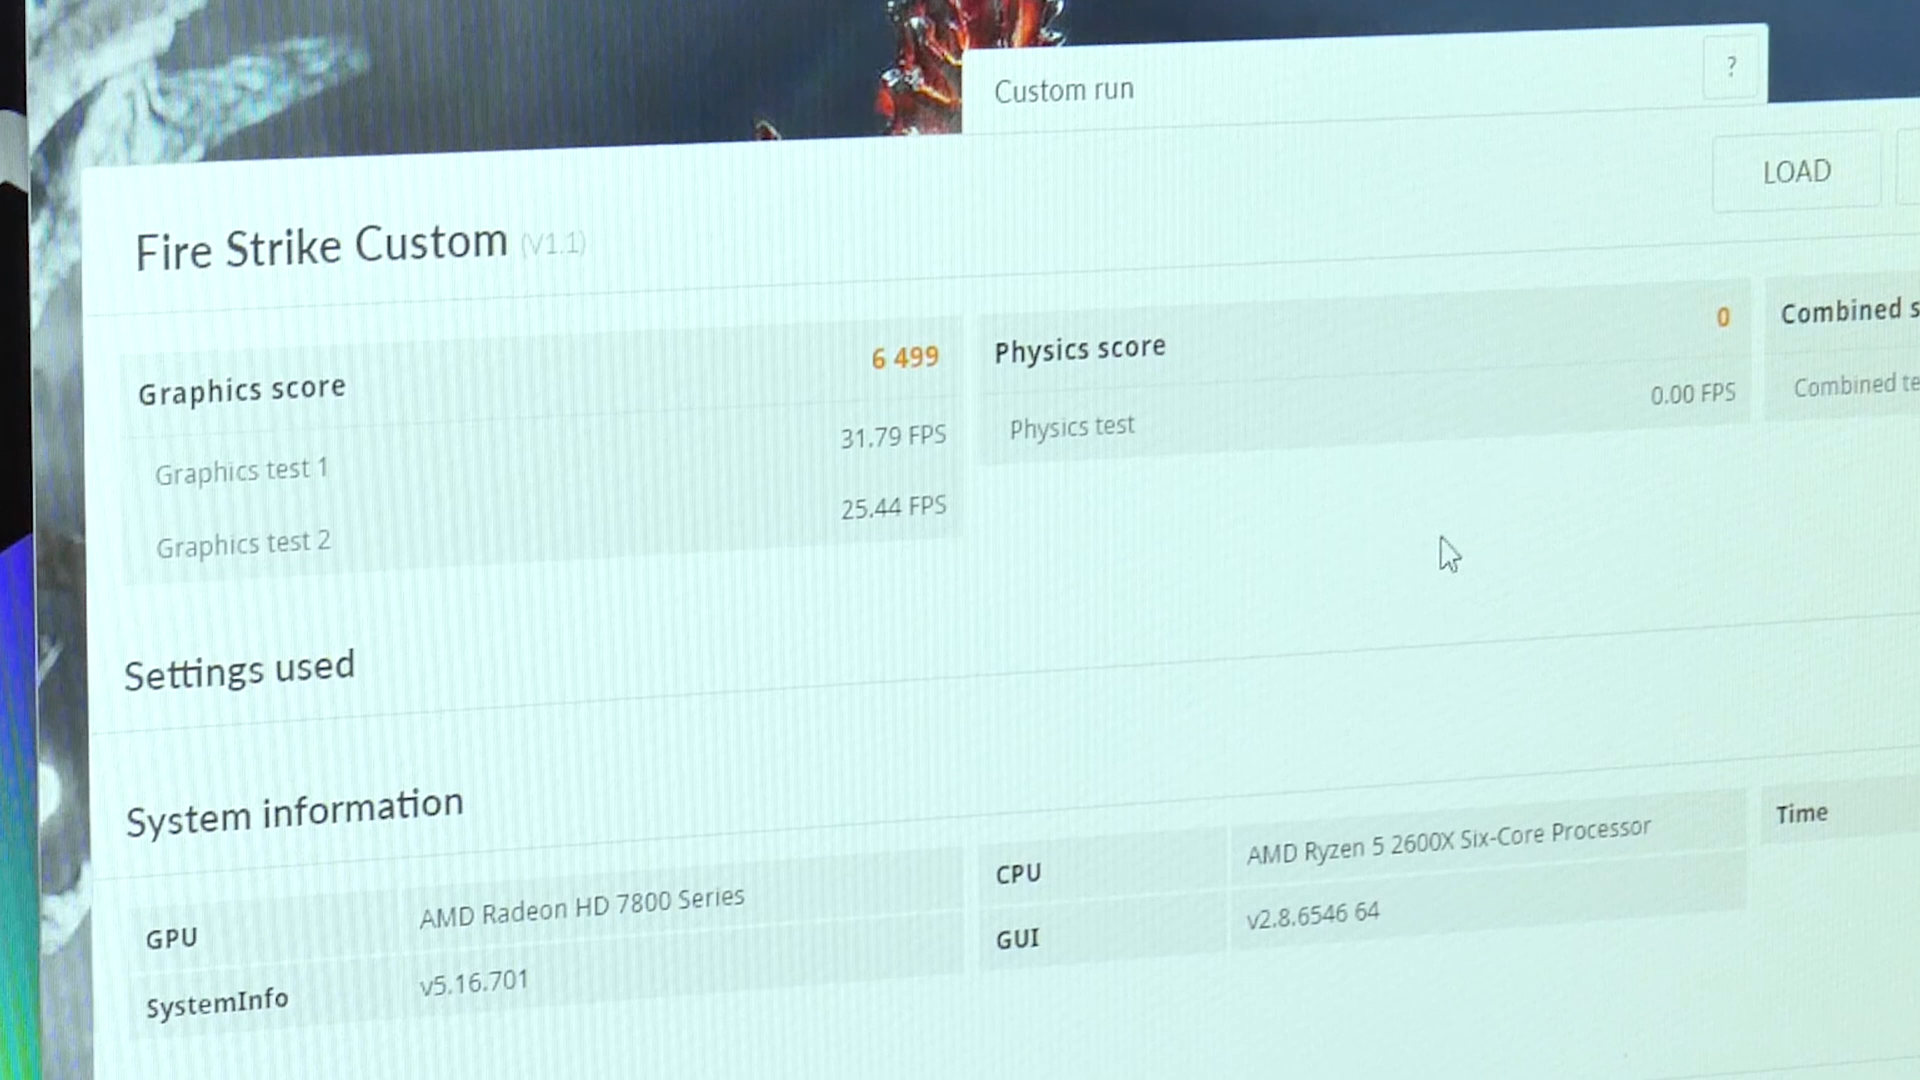 Custom run
?
LOAD
Fire Strike Custom (V1.1)
Graphics score 6 499
Graphics test 1 31.79 FPS
Graphics test 2 25.44 FPS
Physics score 0
Physics test 0.00 FPS
Combined s
Combined te
Settings used
System information
GPU AMD Radeon HD 7800 Series
SystemInfo v5.16.701
CPU AMD Ryzen 5 2600X Six-Core Processor
GUI v2.8.6546 64
Time